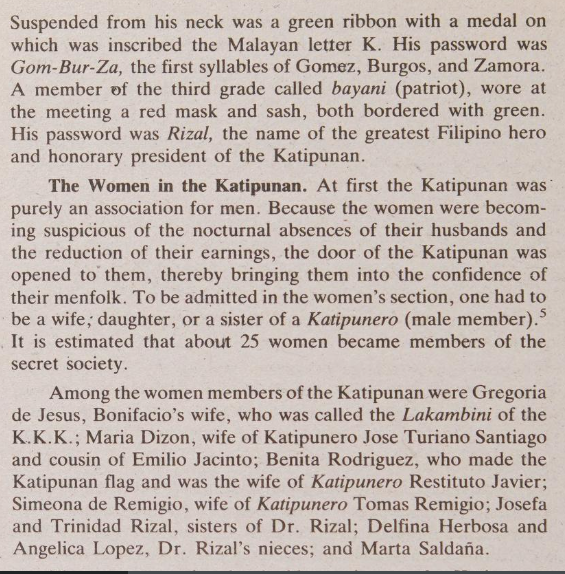 Suspended from his neck was a green ribbon with a medal on
which was inscribed the Malayan letter K. His password was
Gom-Bur-Za, the first syllables of Gomez, Burgos, and Zamora.
A member of the third grade called bayani (patriot), wore at
the meeting a red mask and sash, both bordered with green.
His password was Rizal, the name of the greatest Filipino hero
and honorary president of the Katipunan.
The Women in the Katipunan. At first the Katipunan was
purely an association for men. Because the women were becom-
ing suspicious of the nocturnal absences of their husbands and
the reduction of their earnings, the door of the Katipunan was
opened to them, thereby bringing them into the confidence of
their menfolk. To be admitted in the women's section, one had to
be a wife; daughter, or a sister of a Katipunero (male member).⁵
It is estimated that about 25 women became members of the
secret society.
Among the women members of the Katipunan were Gregoria
de Jesus, Bonifacio's wife, who was called the Lakambini of the
K.K.K.; Maria Dizon, wife of Katipunero Jose Turiano Santiago
and cousin of Emilio Jacinto; Benita Rodriguez, who made the
Katipunan flag and was the wife of Katipunero Restituto Javier;
Simeona de Remigio, wife of Katipunero Tomas Remigio; Josefa
and Trinidad Rizal, sisters of Dr. Rizal; Delfina Herbosa and
Angelica Lopez, Dr. Rizal's nieces; and Marta Saldaña.